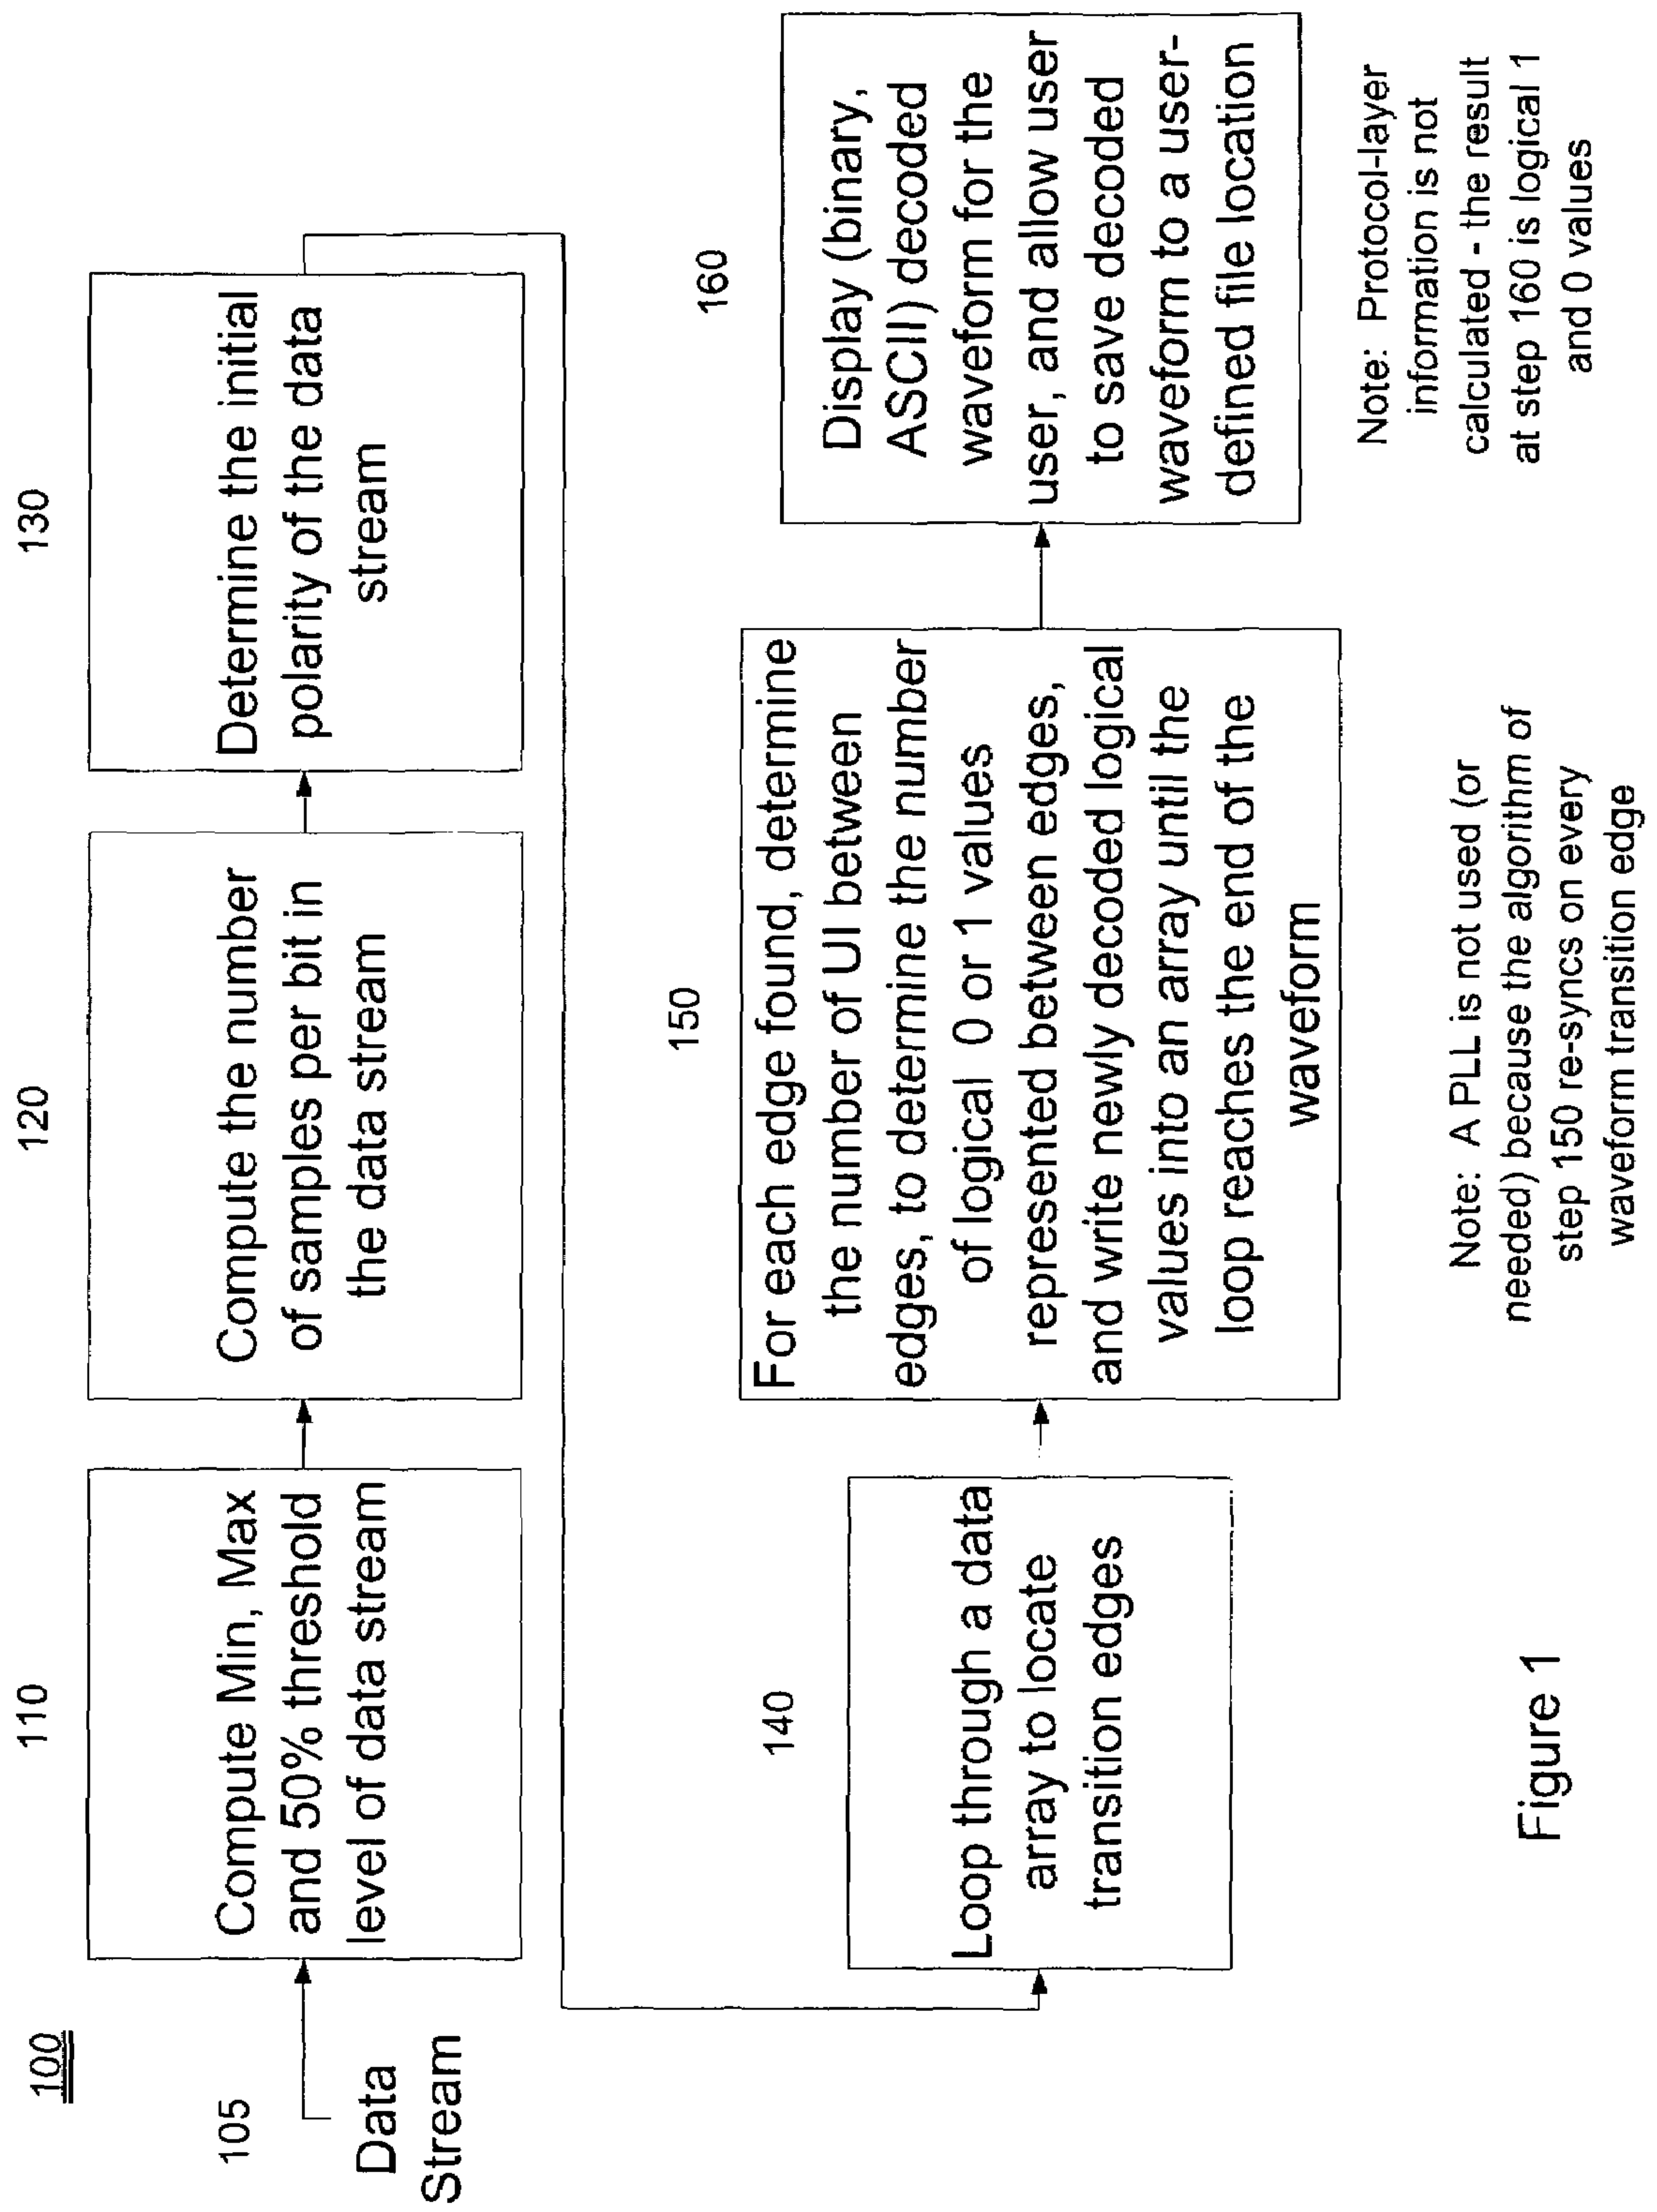 100
105
Data
Stream
110
Compute Min, Max
and 50% threshold
level of data stream
120
Compute the number
of samples per bit in
the data stream
130
Determine the initial
polarity of the data
stream
140
Loop through a data
array to locate
transition edges
150
For each edge found, determine
the number of UI between
edges, to determine the number
of logical 0 or 1 values
represented between edges,
and write newly decoded logical
values into an array until the
loop reaches the end of the
waveform
160
Display (binary,
ASCII) decoded
waveform for the
user, and allow user
to save decoded
waveform to a user-
defined file location
Note: A PLL is not used (or
needed) because the algorithm of
step 150 re-syncs on every
waveform transition edge
Note: Protocol-layer
information is not
calculated - the result
at step 160 is logical 1
and 0 values
Figure 1